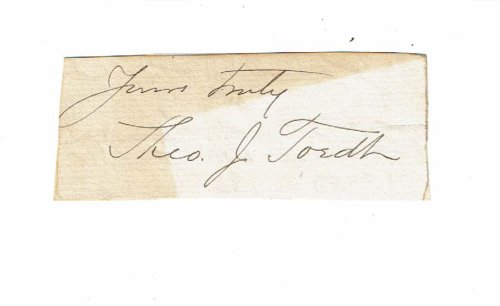 Yours truly
Theo. J. Toedt